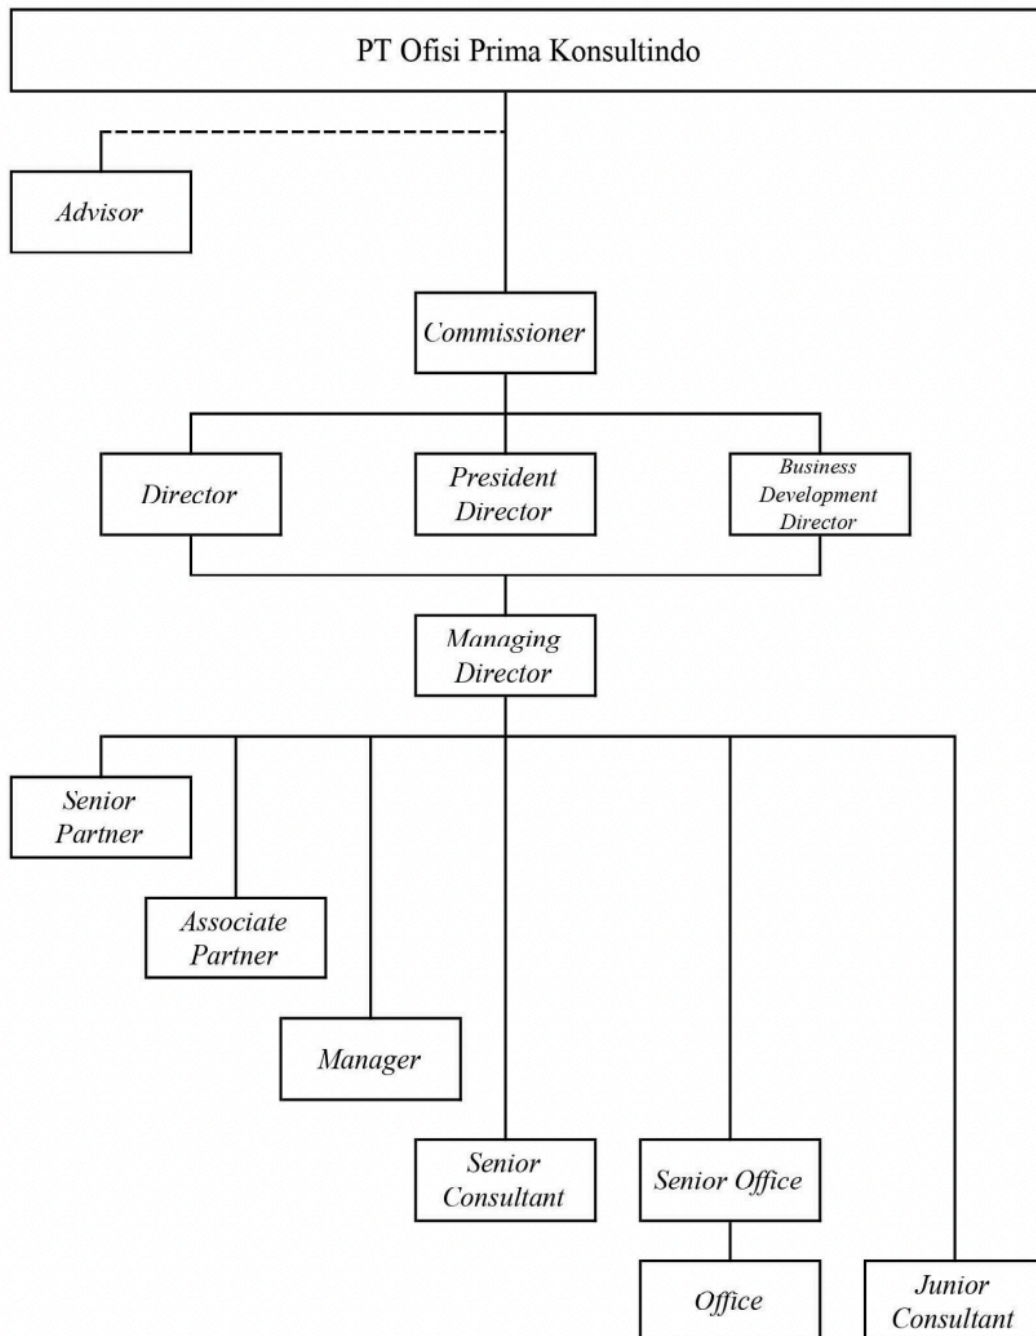 PT Ofisi Prima Konsultindo
Advisor
Commissioner
Director
President
Director
Business
Development
Director
Managing
Director
Senior
Partner
Associate
Partner
Manager
Senior
Consultant
Senior Office
Office
Junior
Consultant